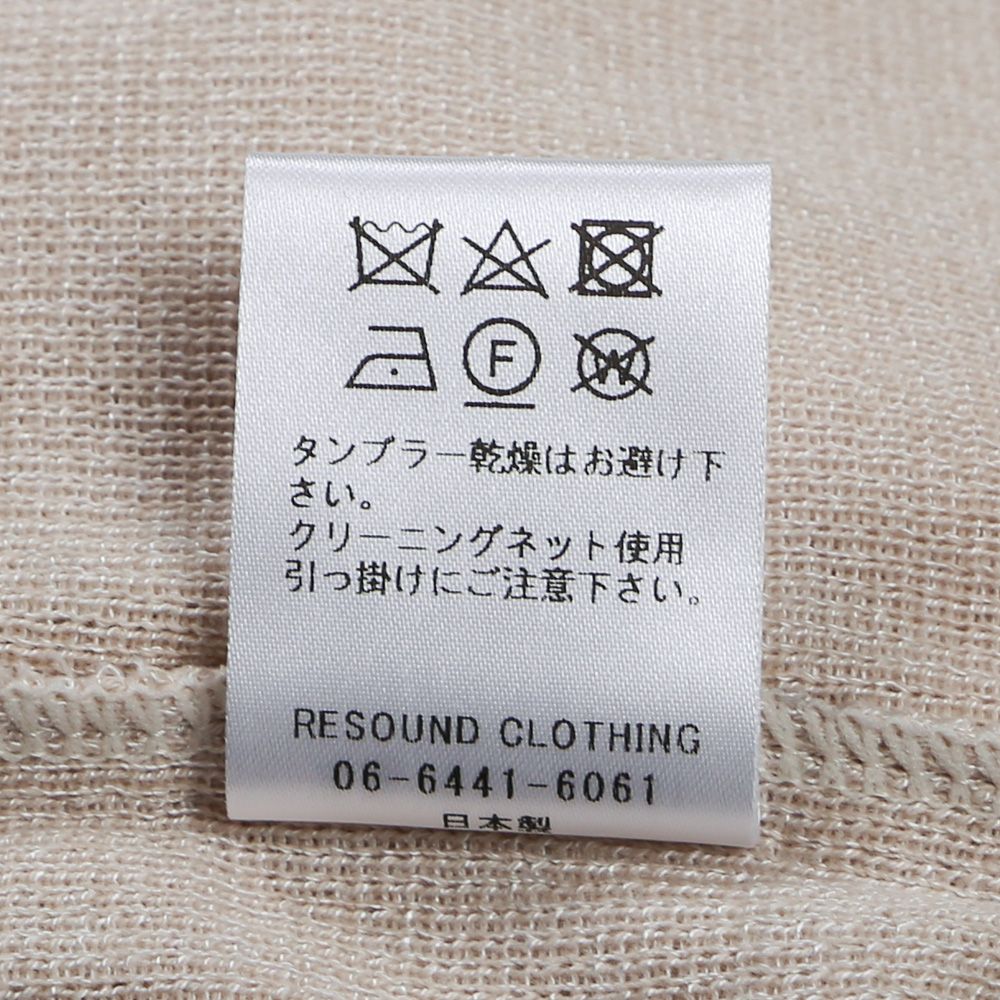 F W
タンブラー乾燥はお避け下
さい。
クリーニングネット使用
引っ掛けにご注意下さい。
RESOUND CLOTHING
06-6441-6061
日本製